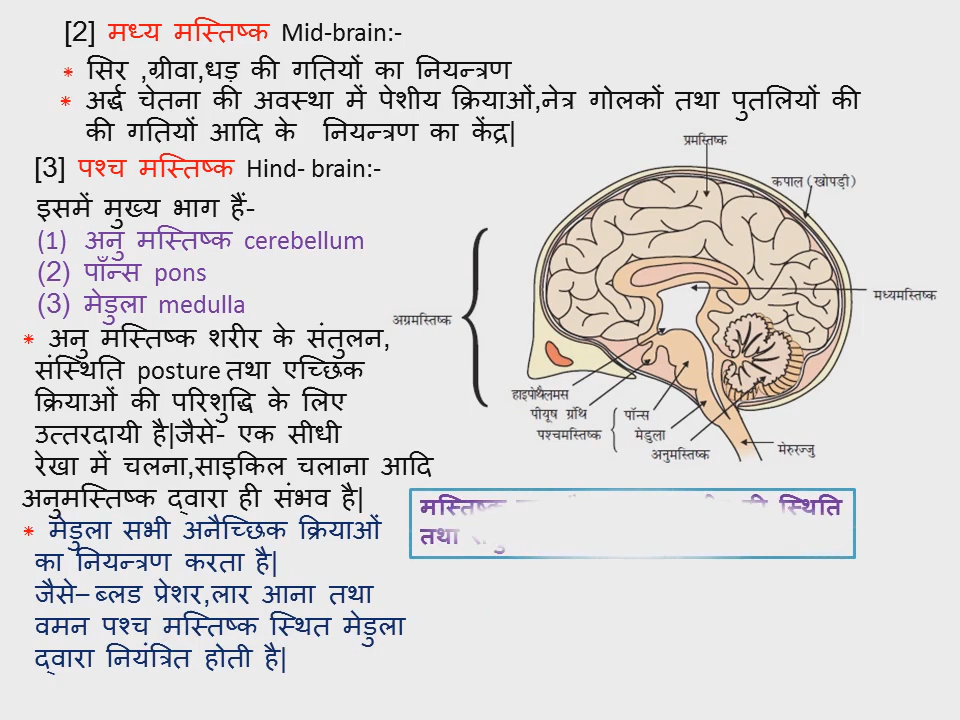 [2] मध्य मस्तिष्क Mid-brain:-
* सिर ,ग्रीवा,धड़ की गतियों का नियन्त्रण
* अर्द्ध चेतना की अवस्था में पेशीय क्रियाओं,नेत्र गोलकों तथा पुतलियों की
की गतियों आदि के नियन्त्रण का केंद्र|
[3] पश्च मस्तिष्क Hind- brain:-
इसमें मुख्य भाग हैं-
(1) अनु मस्तिष्क cerebellum
(2) पाँन्स pons
(3) मेडुला medulla
* अनु मस्तिष्क शरीर के संतुलन,
संस्थिति posture तथा एच्छिक
क्रियाओं की परिशुद्धि के लिए
उत्तरदायी है|जैसे- एक सीधी
रेखा में चलना,साइकिल चलाना आदि
अनुमस्तिष्क द्वारा ही संभव है|
* मेडुला सभी अनैच्छिक क्रियाओं
का नियन्त्रण करता है|
जैसे– ब्लड प्रेशर,लार आना तथा
वमन पश्च मस्तिष्क स्थित मेडुला
द्वारा नियंत्रित होती है|
प्रमस्तिष्क
कपाल (खोपड़ी)
मध्यमस्तिष्क
अग्रमस्तिष्क
हाइपोथैलमस
पीयूष ग्रंथि
पश्चमस्तिष्क
पॉन्स
मेडुला
अनुमस्तिष्क
मेरुरज्जु
मस्तिष्क स्थिति
तथा